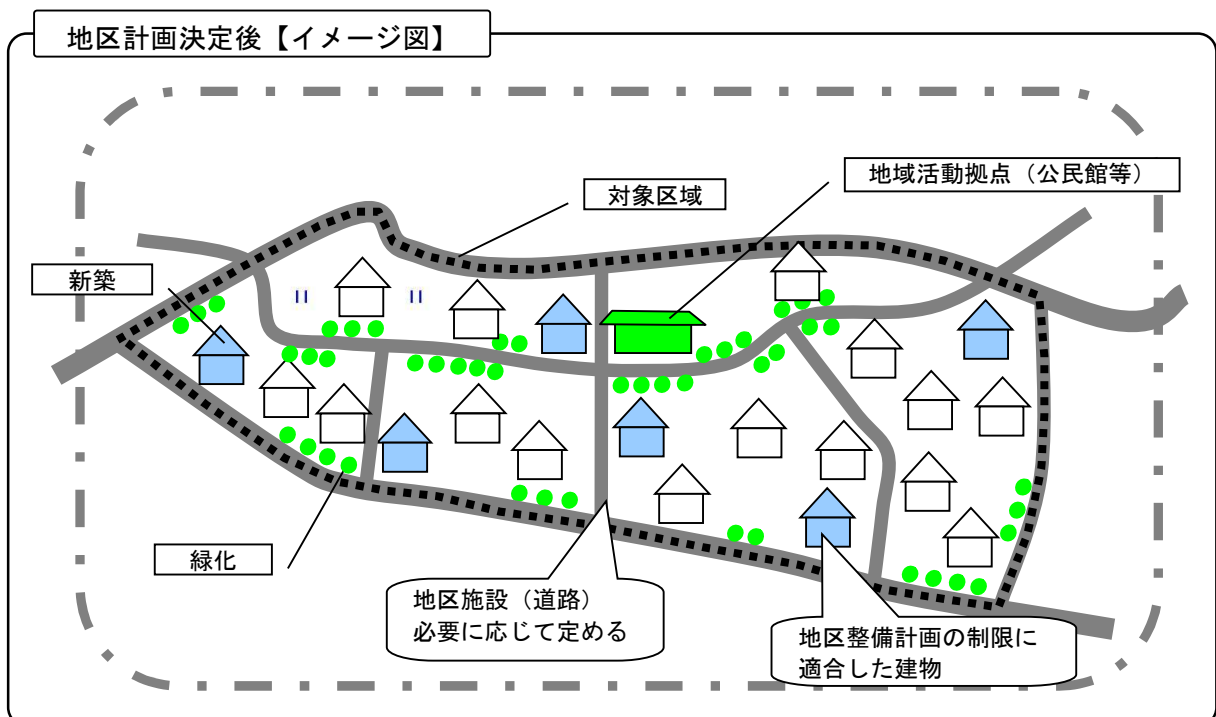 地区計画決定後【イメージ図】
地域活動拠点（公民館等）
対象区域
新築
緑化
地区施設（道路）
必要に応じて定める
地区整備計画の制限に
適合した建物